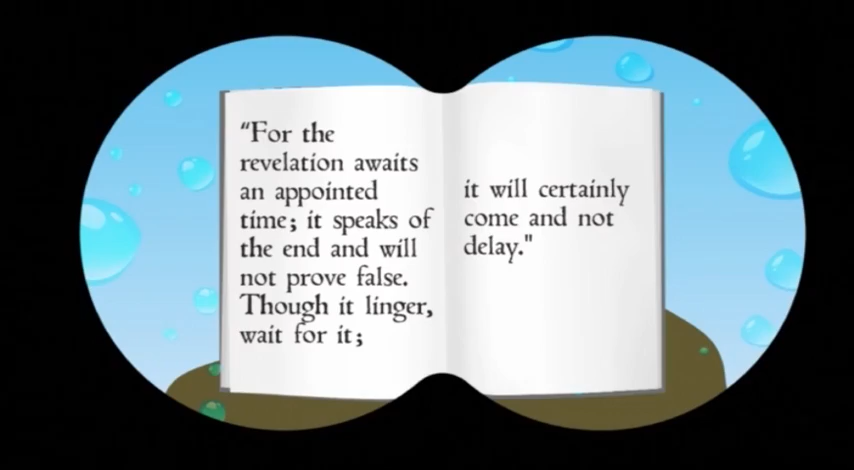 “For the
revelation awaits
an appointed
time; it speaks of
the end and will
not prove false.
Though it linger,
wait for it;
it will certainly
come and not
delay."